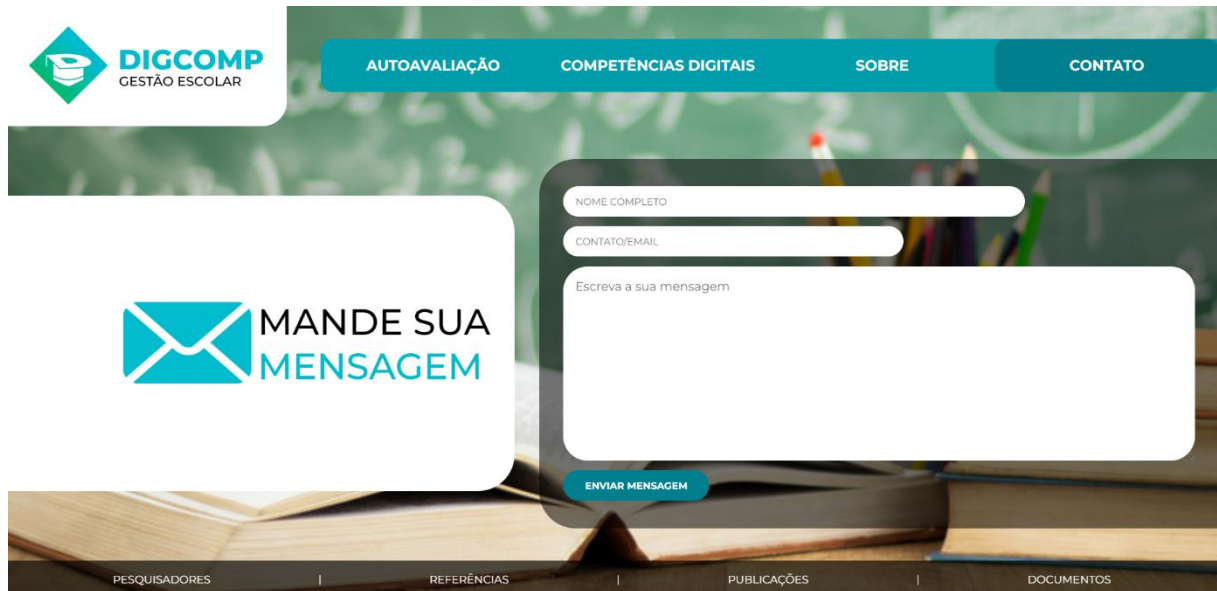 DIGCOMP
GESTÃO ESCOLAR
AUTOAVALIAÇÃO COMPETÊNCIAS DIGITAIS SOBRE CONTATO
NOME COMPLETO
CONTATO/EMAIL
Escreva a sua mensagem
MANDE SUA
MENSAGEM
ENVIAR MENSAGEM
PESQUISADORES | REFERÊNCIAS | PUBLICAÇÕES | DOCUMENTOS